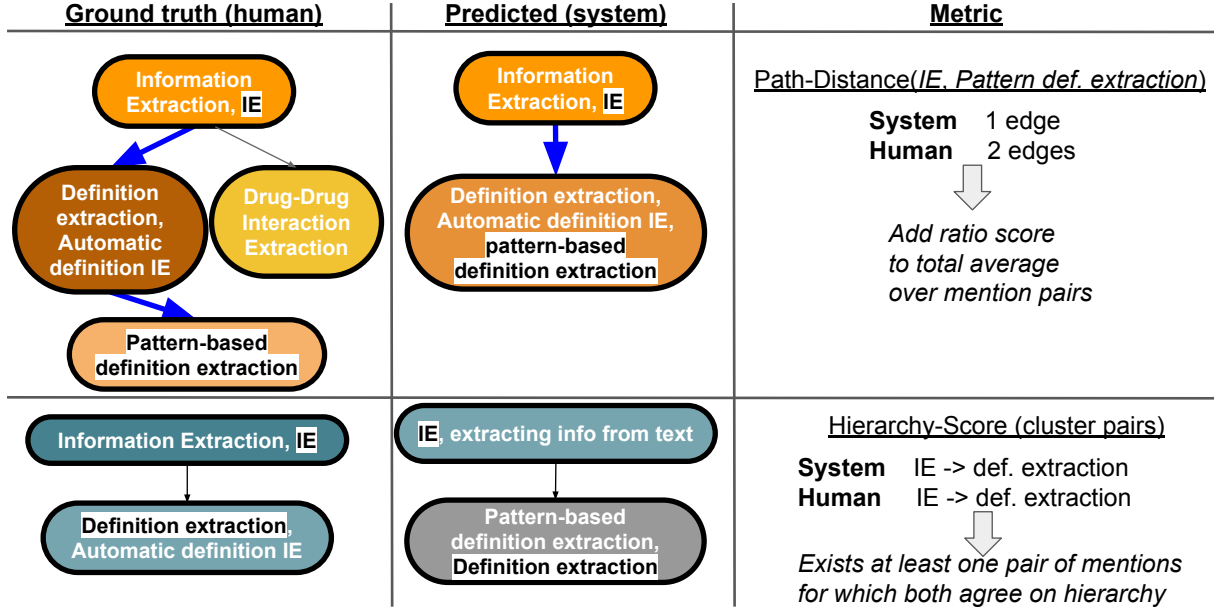 Ground truth (human)
Predicted (system)
Metric
Information
Extraction, IE
Definition
extraction,
Automatic
definition IE
Drug-Drug
Interaction
Extraction
Pattern-based
definition extraction
Information
Extraction, IE
Definition extraction,
Automatic definition IE,
pattern-based
definition extraction
Path-Distance(IE, Pattern def. extraction)
System 1 edge
Human 2 edges
Add ratio score
to total average
over mention pairs
Information Extraction, IE
Definition extraction,
Automatic definition IE
IE, extracting info from text
Pattern-based
definition extraction,
Definition extraction
Hierarchy-Score (cluster pairs)
System IE -> def. extraction
Human IE -> def. extraction
Exists at least one pair of mentions
for which both agree on hierarchy